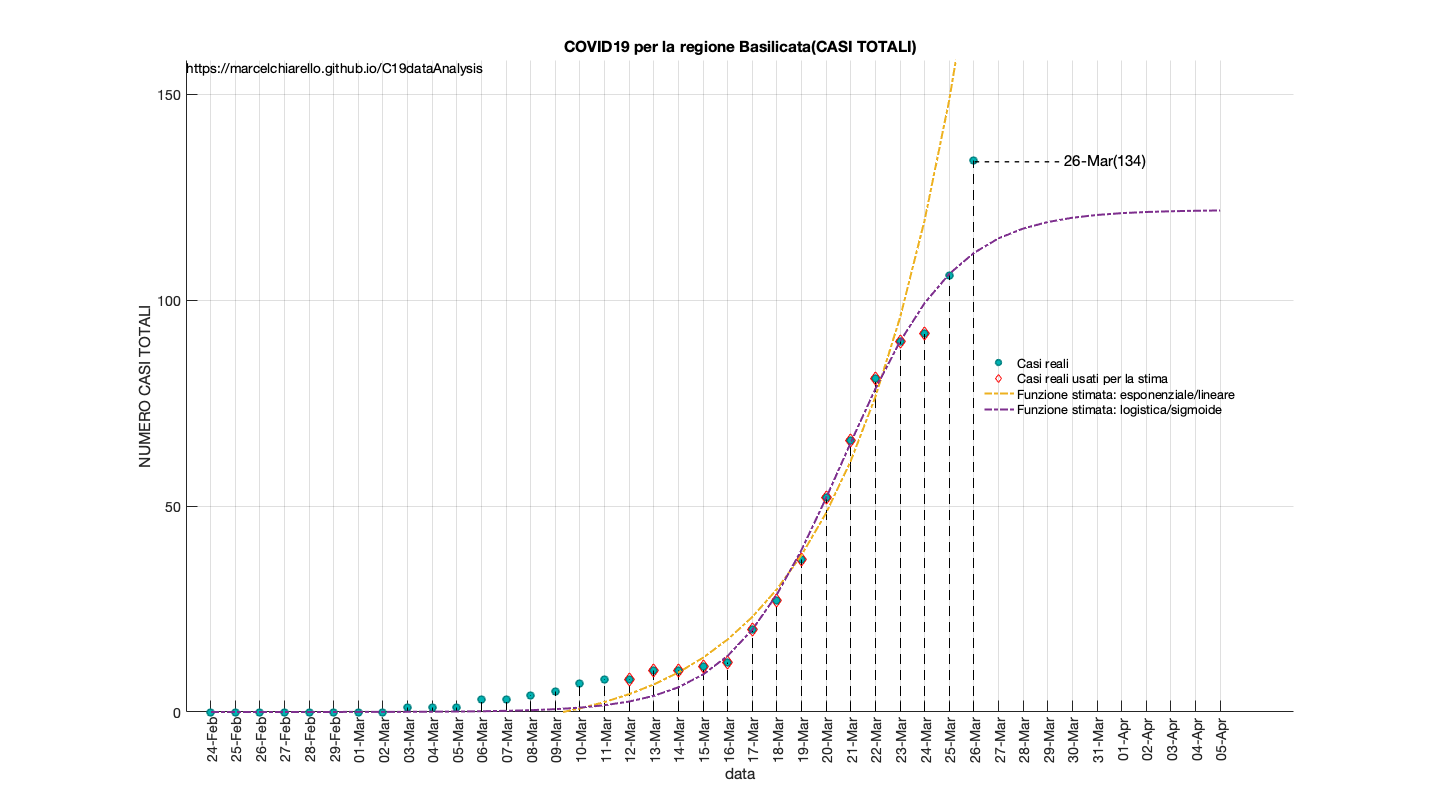 COVID19 per la regione Basilicata(CASI TOTALI)
https://marcelchiarello.github.io/C19dataAnalysis
150
26-Mar(134)
100
Casi reali
Casi reali usati per la stima
Funzione stimata: esponenziale/lineare
Funzione stimata: logistica/sigmoide
NUMERO CASI TOTALI
50
0
24-Feb
25-Feb
26-Feb
27-Feb
28-Feb
29-Feb
01-Mar
02-Mar
03-Mar
04-Mar
05-Mar
06-Mar
07-Mar
08-Mar
09-Mar
10-Mar
11-Mar
12-Mar
13-Mar
14-Mar
15-Mar
16-Mar
17-Mar
18-Mar
19-Mar
20-Mar
21-Mar
22-Mar
23-Mar
24-Mar
25-Mar
26-Mar
27-Mar
28-Mar
29-Mar
30-Mar
31-Mar
01-Apr
02-Apr
03-Apr
04-Apr
05-Apr
data